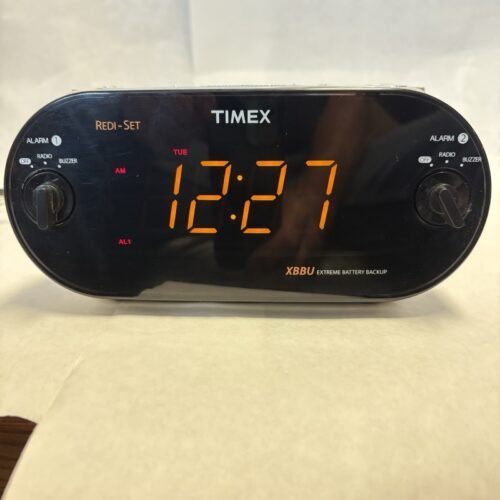 TIMEX
REDI-SET
ALARM 1
OFF RADIO BUZZER
ALARM 2
OFF RADIO BUZZER
TUE
AM
12:27
AL1
XBBU EXTREME BATTERY BACKUP